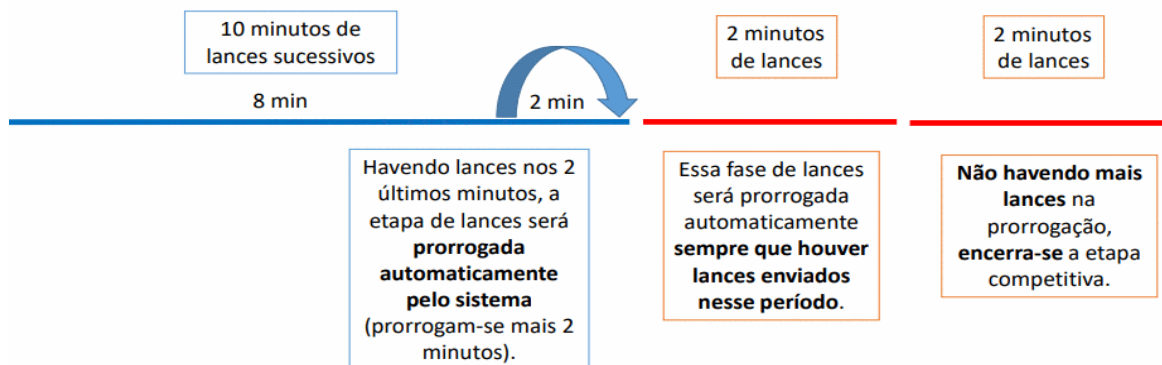 10 minutos de
lances sucessivos
8 min
2 min
Havendo lances nos 2
últimos minutos, a
etapa de lances será
prorrogada
automaticamente
pelo sistema
(prorrogam-se mais 2
minutos).
2 minutos
de lances
Essa fase de lances
será prorrogada
automaticamente
sempre que houver
lances enviados
nesse período.
2 minutos
de lances
Não havendo mais
lances na
prorrogação,
encerra-se a etapa
competitiva.